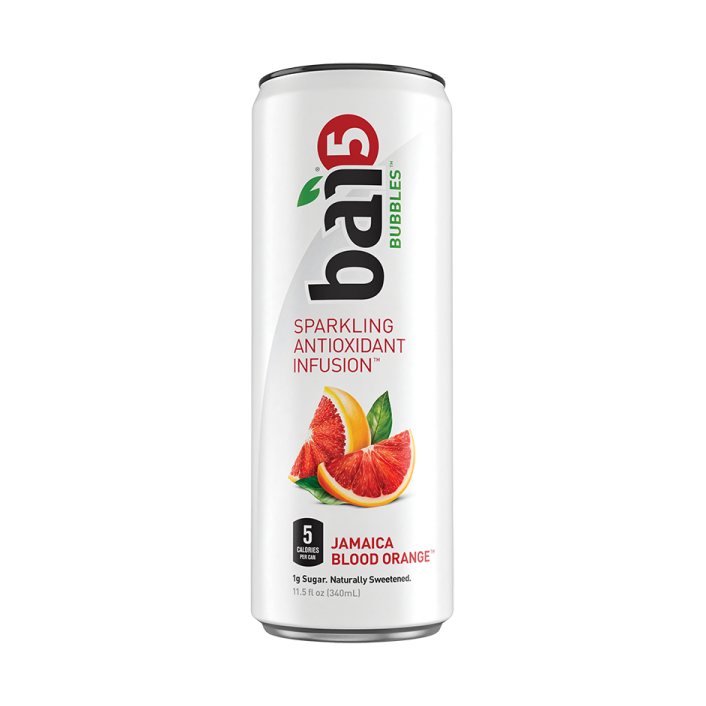 bai5®
BUBBLES™
SPARKLING
ANTIOXIDANT
INFUSION™
5
CALORIES
PER CAN
JAMAICA
BLOOD ORANGE™
1g Sugar. Naturally Sweetened.
11.5 fl oz (340mL)